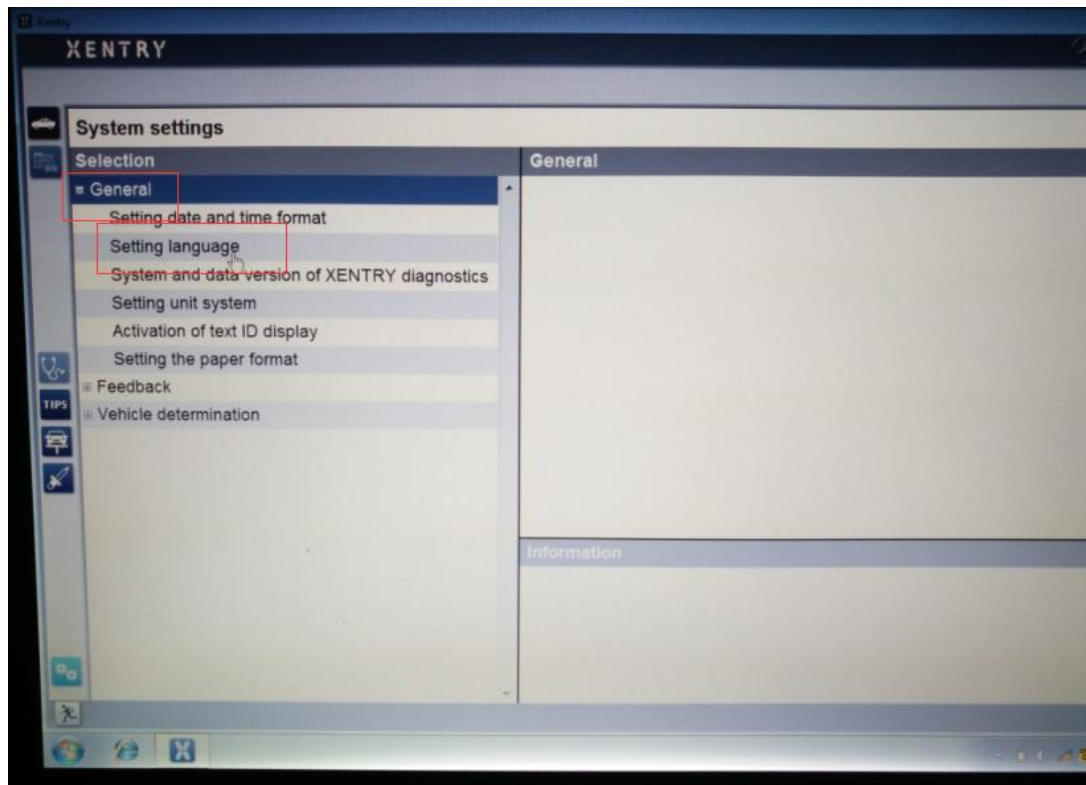 Xentry
XENTRY
System settings
Selection
General
General
Setting date and time format
Setting language
System and data version of XENTRY diagnostics
Setting unit system
Activation of text ID display
Setting the paper format
Feedback
TIPS
Vehicle determination
Information